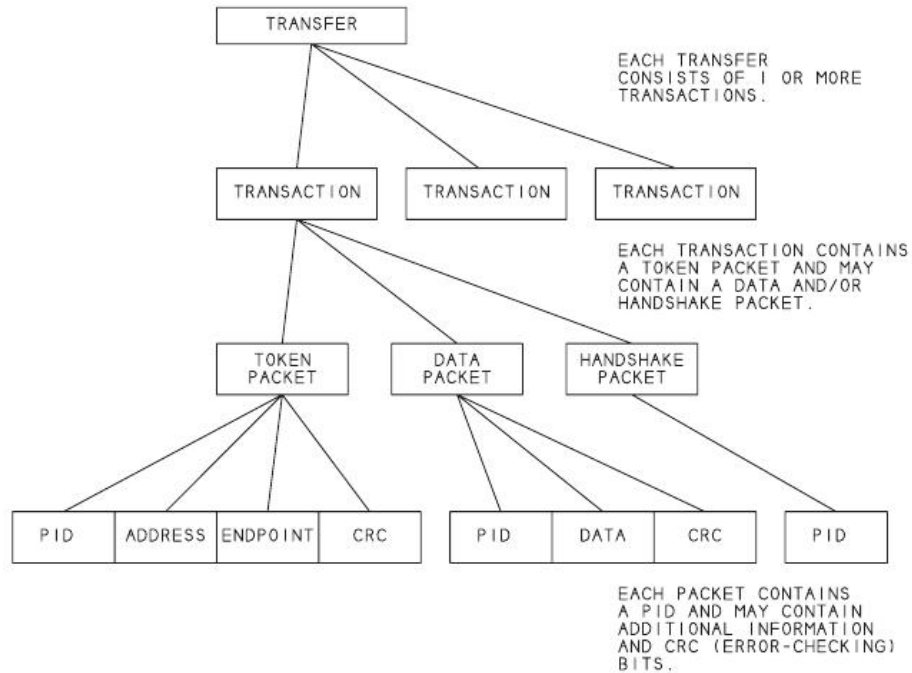 TRANSFER
EACH TRANSFER
CONSISTS OF 1 OR MORE
TRANSACTIONS.
TRANSACTION TRANSACTION TRANSACTION
EACH TRANSACTION CONTAINS
A TOKEN PACKET AND MAY
CONTAIN A DATA AND/OR
HANDSHAKE PACKET.
TOKEN
PACKET
DATA
PACKET
HANDSHAKE
PACKET
PID ADDRESS ENDPOINT CRC PID DATA CRC PID
EACH PACKET CONTAINS
A PID AND MAY CONTAIN
ADDITIONAL INFORMATION
AND CRC (ERROR-CHECKING)
BITS.